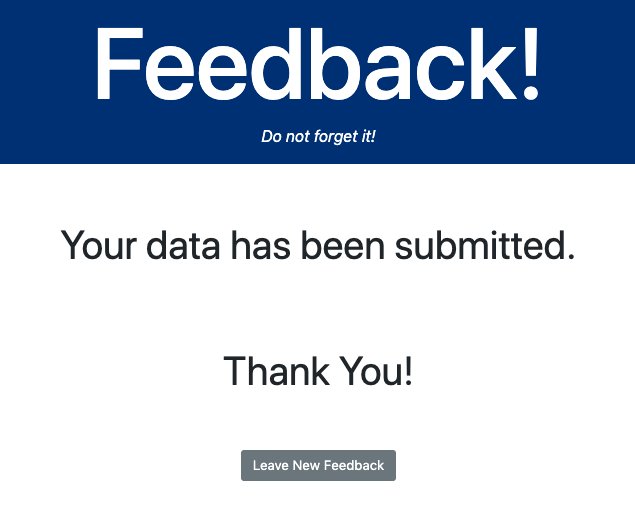 Feedback!
Do not forget it!
Your data has been submitted.
Thank You!
Leave New Feedback